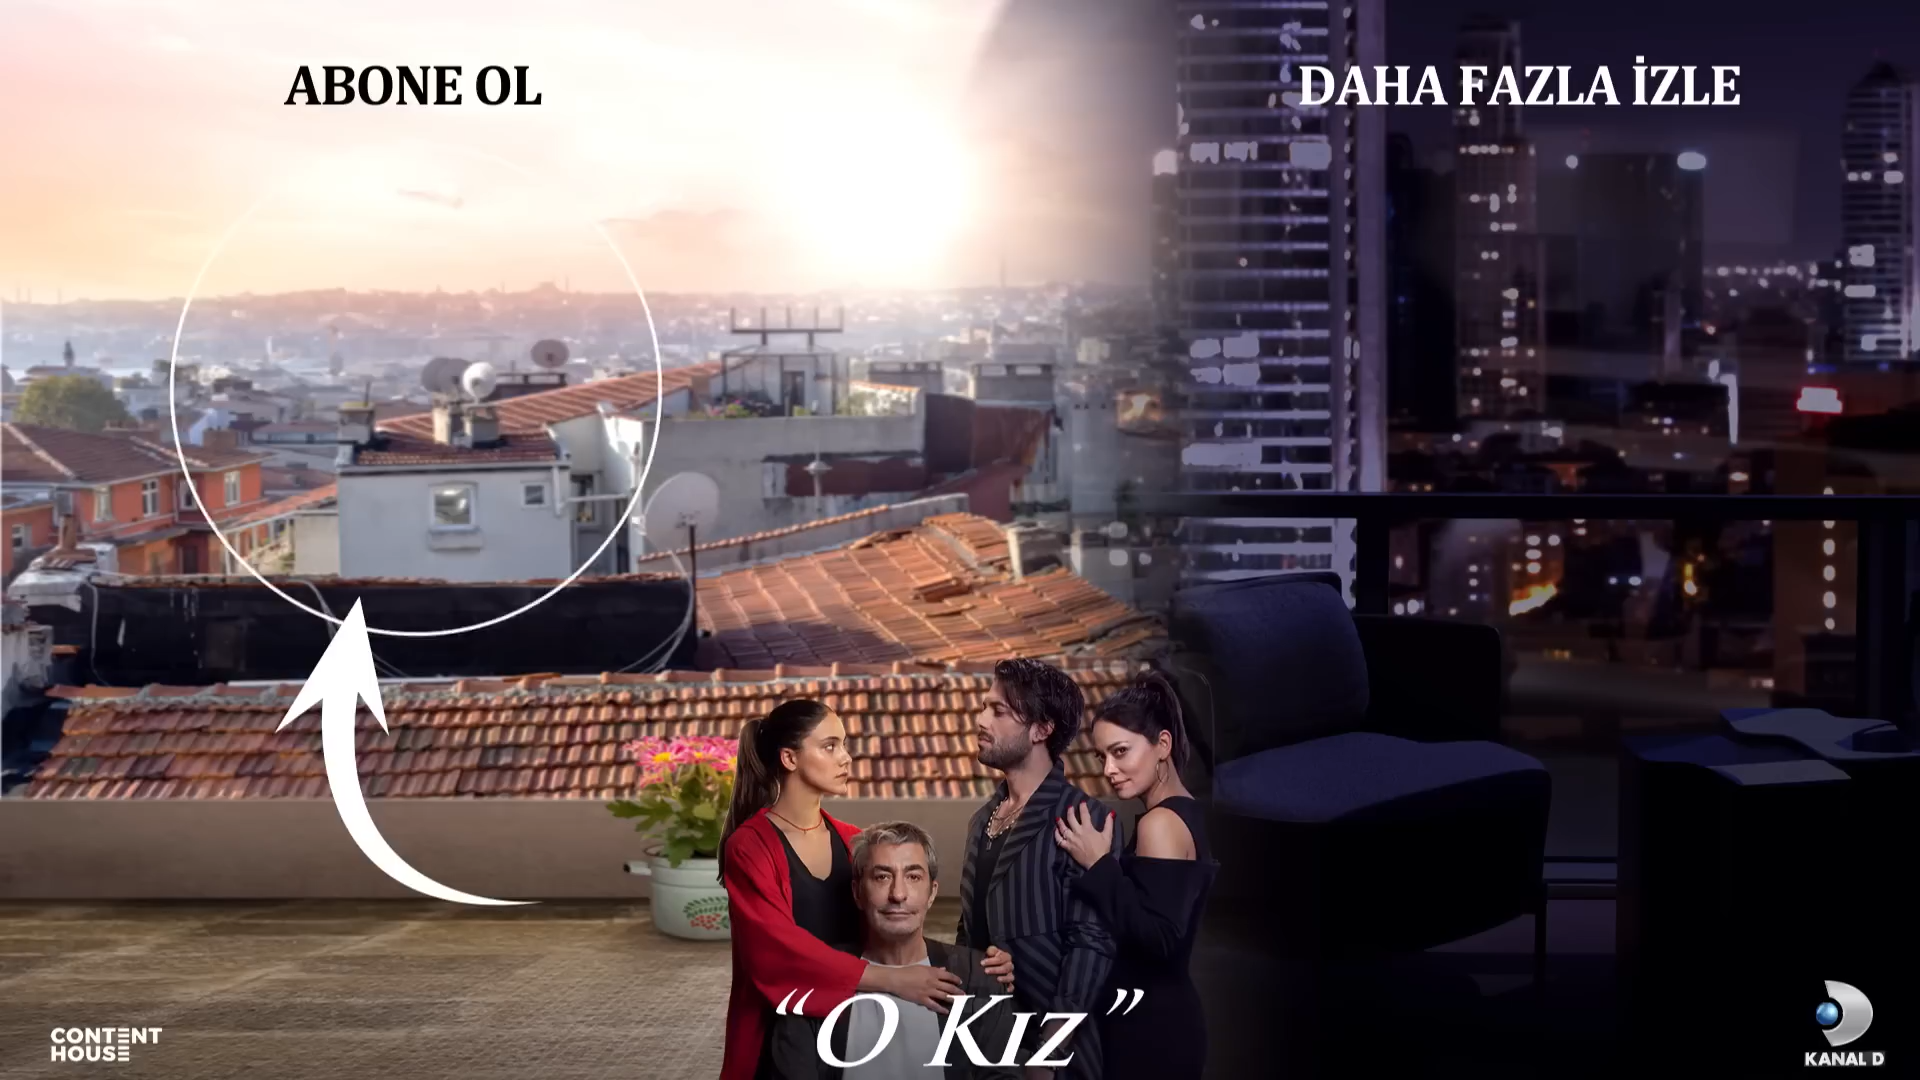 ABONE OL
DAHA FAZLA İZLE
“O Kız”
CONTENT
HOUSE
KANAL D